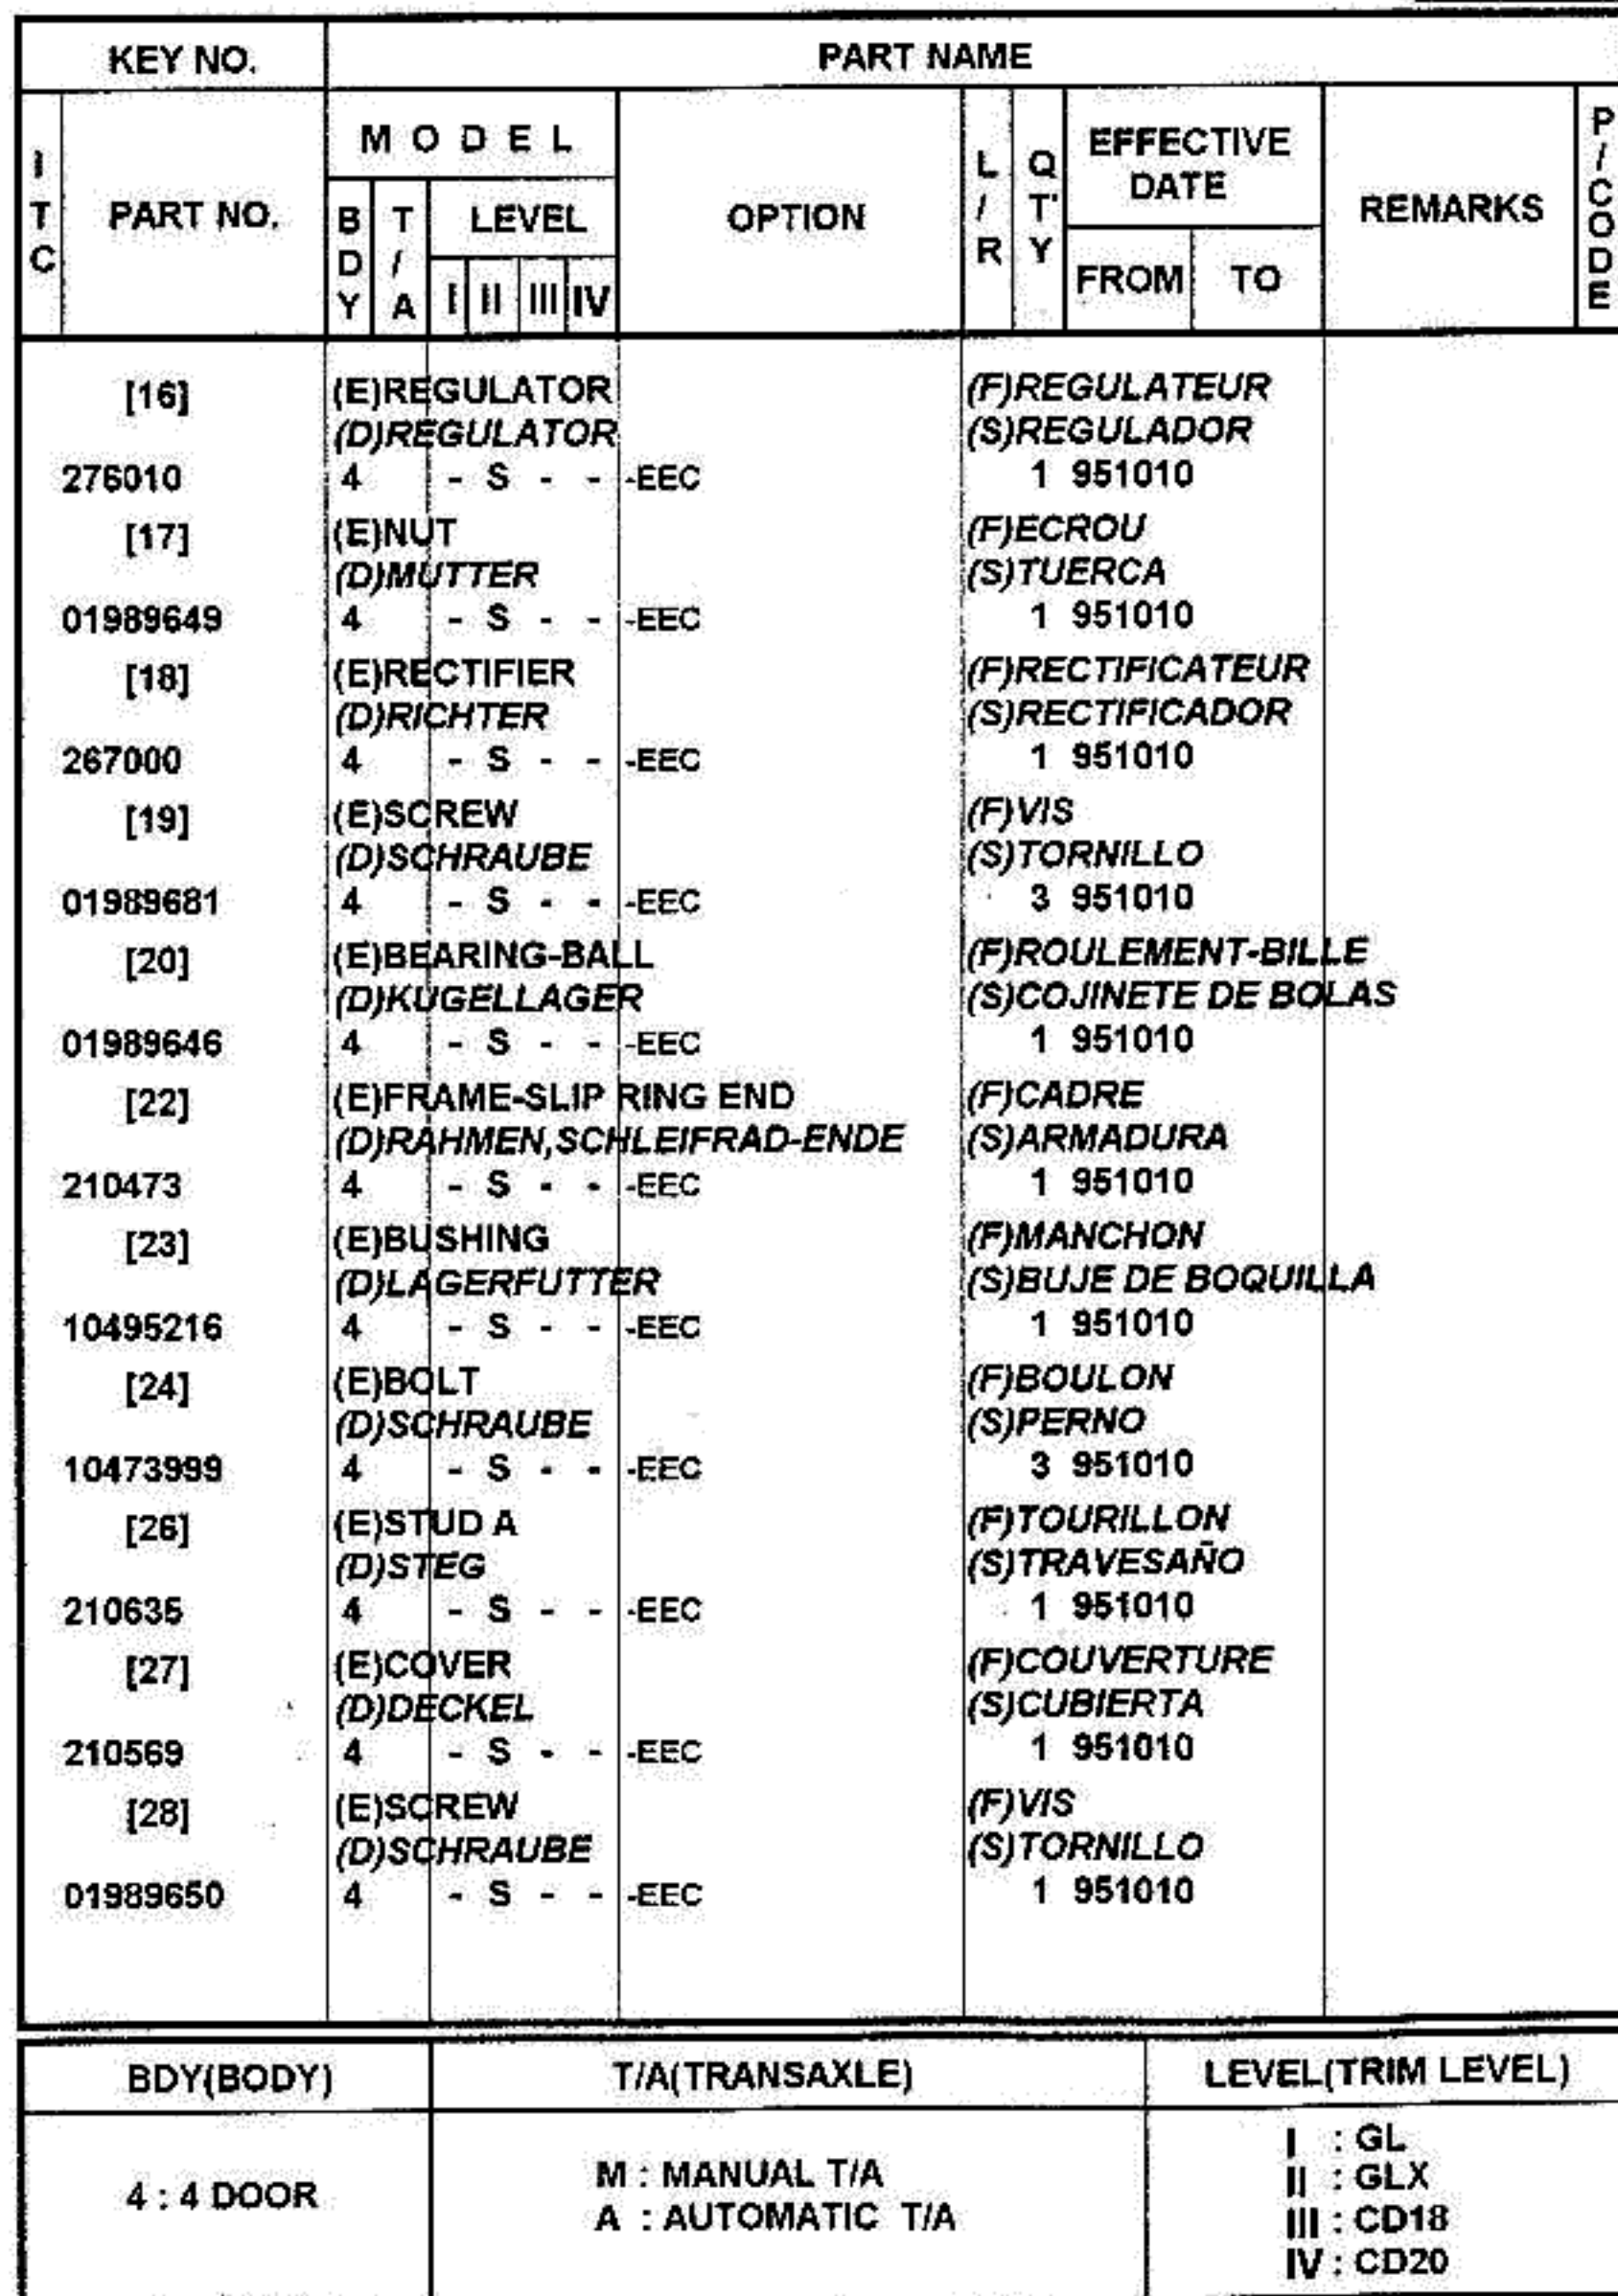 KEY NO. PART NAME
ITC PART NO. MODEL BDY T/A LEVEL I II III IV OPTION L/R Q'TY EFFECTIVE DATE FROM TO REMARKS P/CODE
[16] (E)REGULATOR (F)REGULATEUR
(D)REGULATOR (S)REGULADOR
276010 4 - S - - -EEC 1 951010
[17] (E)NUT (F)ECROU
(D)MUTTER (S)TUERCA
01989649 4 - S - - -EEC 1 951010
[18] (E)RECTIFIER (F)RECTIFICATEUR
(D)RICHTER (S)RECTIFICADOR
267000 4 - S - - -EEC 1 951010
[19] (E)SCREW (F)VIS
(D)SCHRAUBE (S)TORNILLO
01989681 4 - S - - -EEC 3 951010
[20] (E)BEARING-BALL (F)ROULEMENT-BILLE
(D)KUGELLAGER (S)COJINETE DE BOLAS
01989646 4 - S - - -EEC 1 951010
[22] (E)FRAME-SLIP RING END (F)CADRE
(D)RAHMEN,SCHLEIFRAD-ENDE (S)ARMADURA
210473 4 - S - - -EEC 1 951010
[23] (E)BUSHING (F)MANCHON
(D)LAGERFUTTER (S)BUJE DE BOQUILLA
10495216 4 - S - - -EEC 1 951010
[24] (E)BOLT (F)BOULON
(D)SCHRAUBE (S)PERNO
10473999 4 - S - - -EEC 3 951010
[26] (E)STUD A (F)TOURILLON
(D)STEG (S)TRAVESAÑO
210635 4 - S - - -EEC 1 951010
[27] (E)COVER (F)COUVERTURE
(D)DECKEL (S)CUBIERTA
210569 4 - S - - -EEC 1 951010
[28] (E)SCREW (F)VIS
(D)SCHRAUBE (S)TORNILLO
01989650 4 - S - - -EEC 1 951010
BDY(BODY) T/A(TRANSAXLE) LEVEL(TRIM LEVEL)
4 : 4 DOOR
M : MANUAL T/A
A : AUTOMATIC T/A
I : GL
II : GLX
III : CD18
IV : CD20